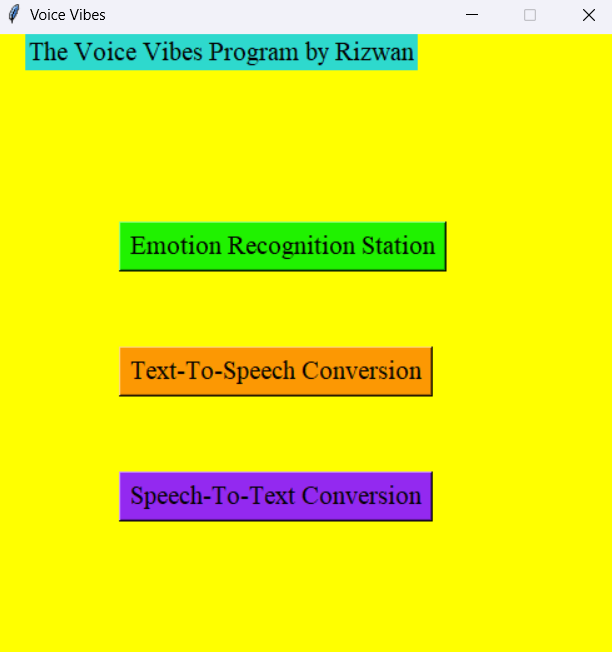 Voice Vibes
The Voice Vibes Program by Rizwan
Emotion Recognition Station
Text-To-Speech Conversion
Speech-To-Text Conversion